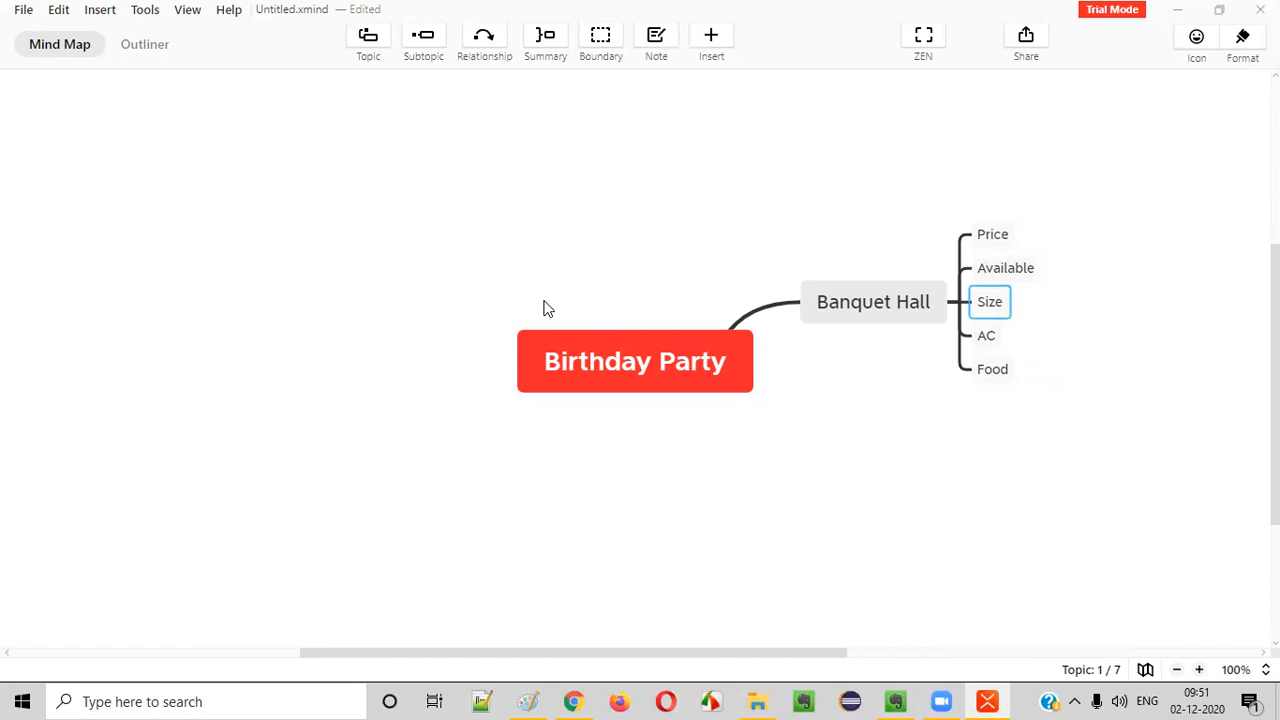 File Edit Insert Tools View Help Untitled.xmind — Edited Trial Mode
Mind Map Outliner
Topic Subtopic Relationship Summary Boundary Note Insert ZEN Share Icon Format
Price
Available
Banquet Hall Size
AC
Birthday Party
Food
Topic: 1 / 7 100%
Type here to search
ENG
09:51
02-12-2020
1